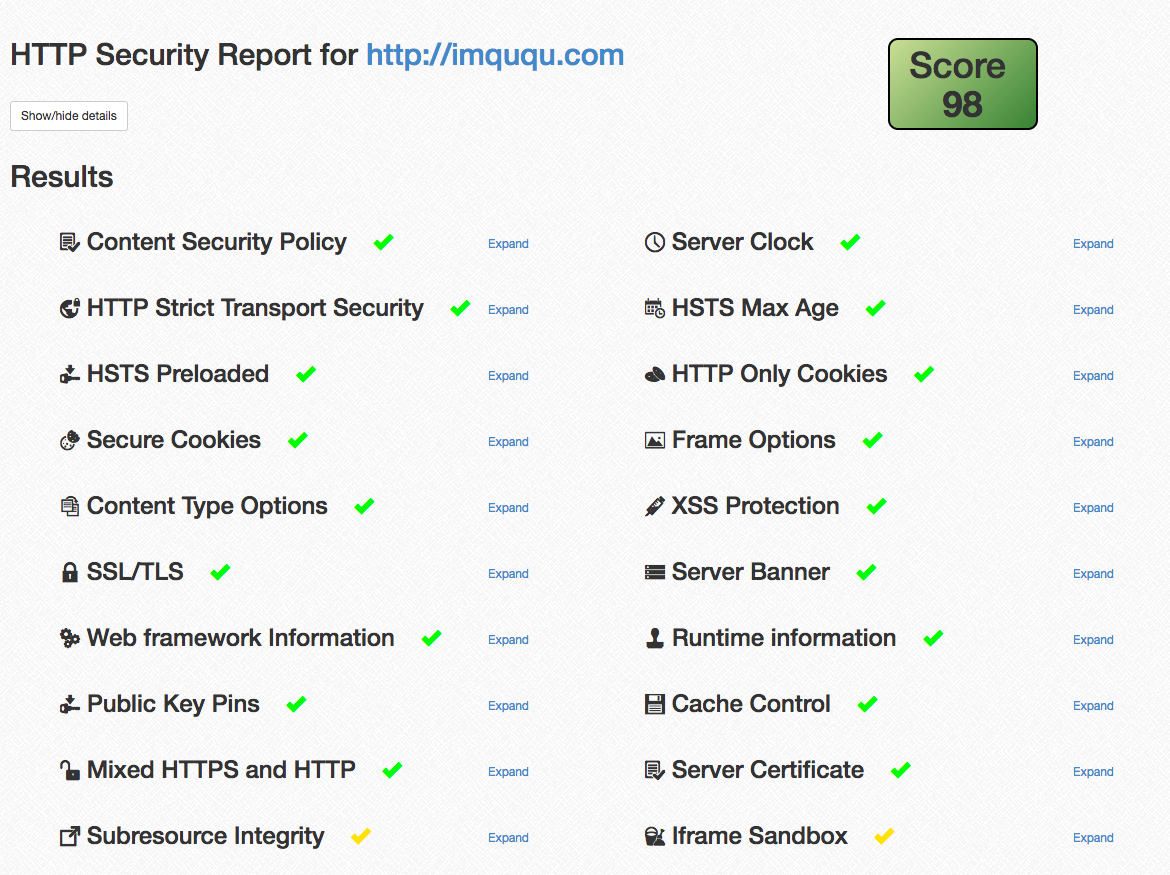 HTTP Security Report for http://imququ.com
Score
98
Show/hide details
Results
Content Security Policy Expand
Server Clock Expand
HTTP Strict Transport Security Expand
HSTS Max Age Expand
HSTS Preloaded Expand
HTTP Only Cookies Expand
Secure Cookies Expand
Frame Options Expand
Content Type Options Expand
XSS Protection Expand
SSL/TLS Expand
Server Banner Expand
Web framework Information Expand
Runtime information Expand
Public Key Pins Expand
Cache Control Expand
Mixed HTTPS and HTTP Expand
Server Certificate Expand
Subresource Integrity Expand
Iframe Sandbox Expand